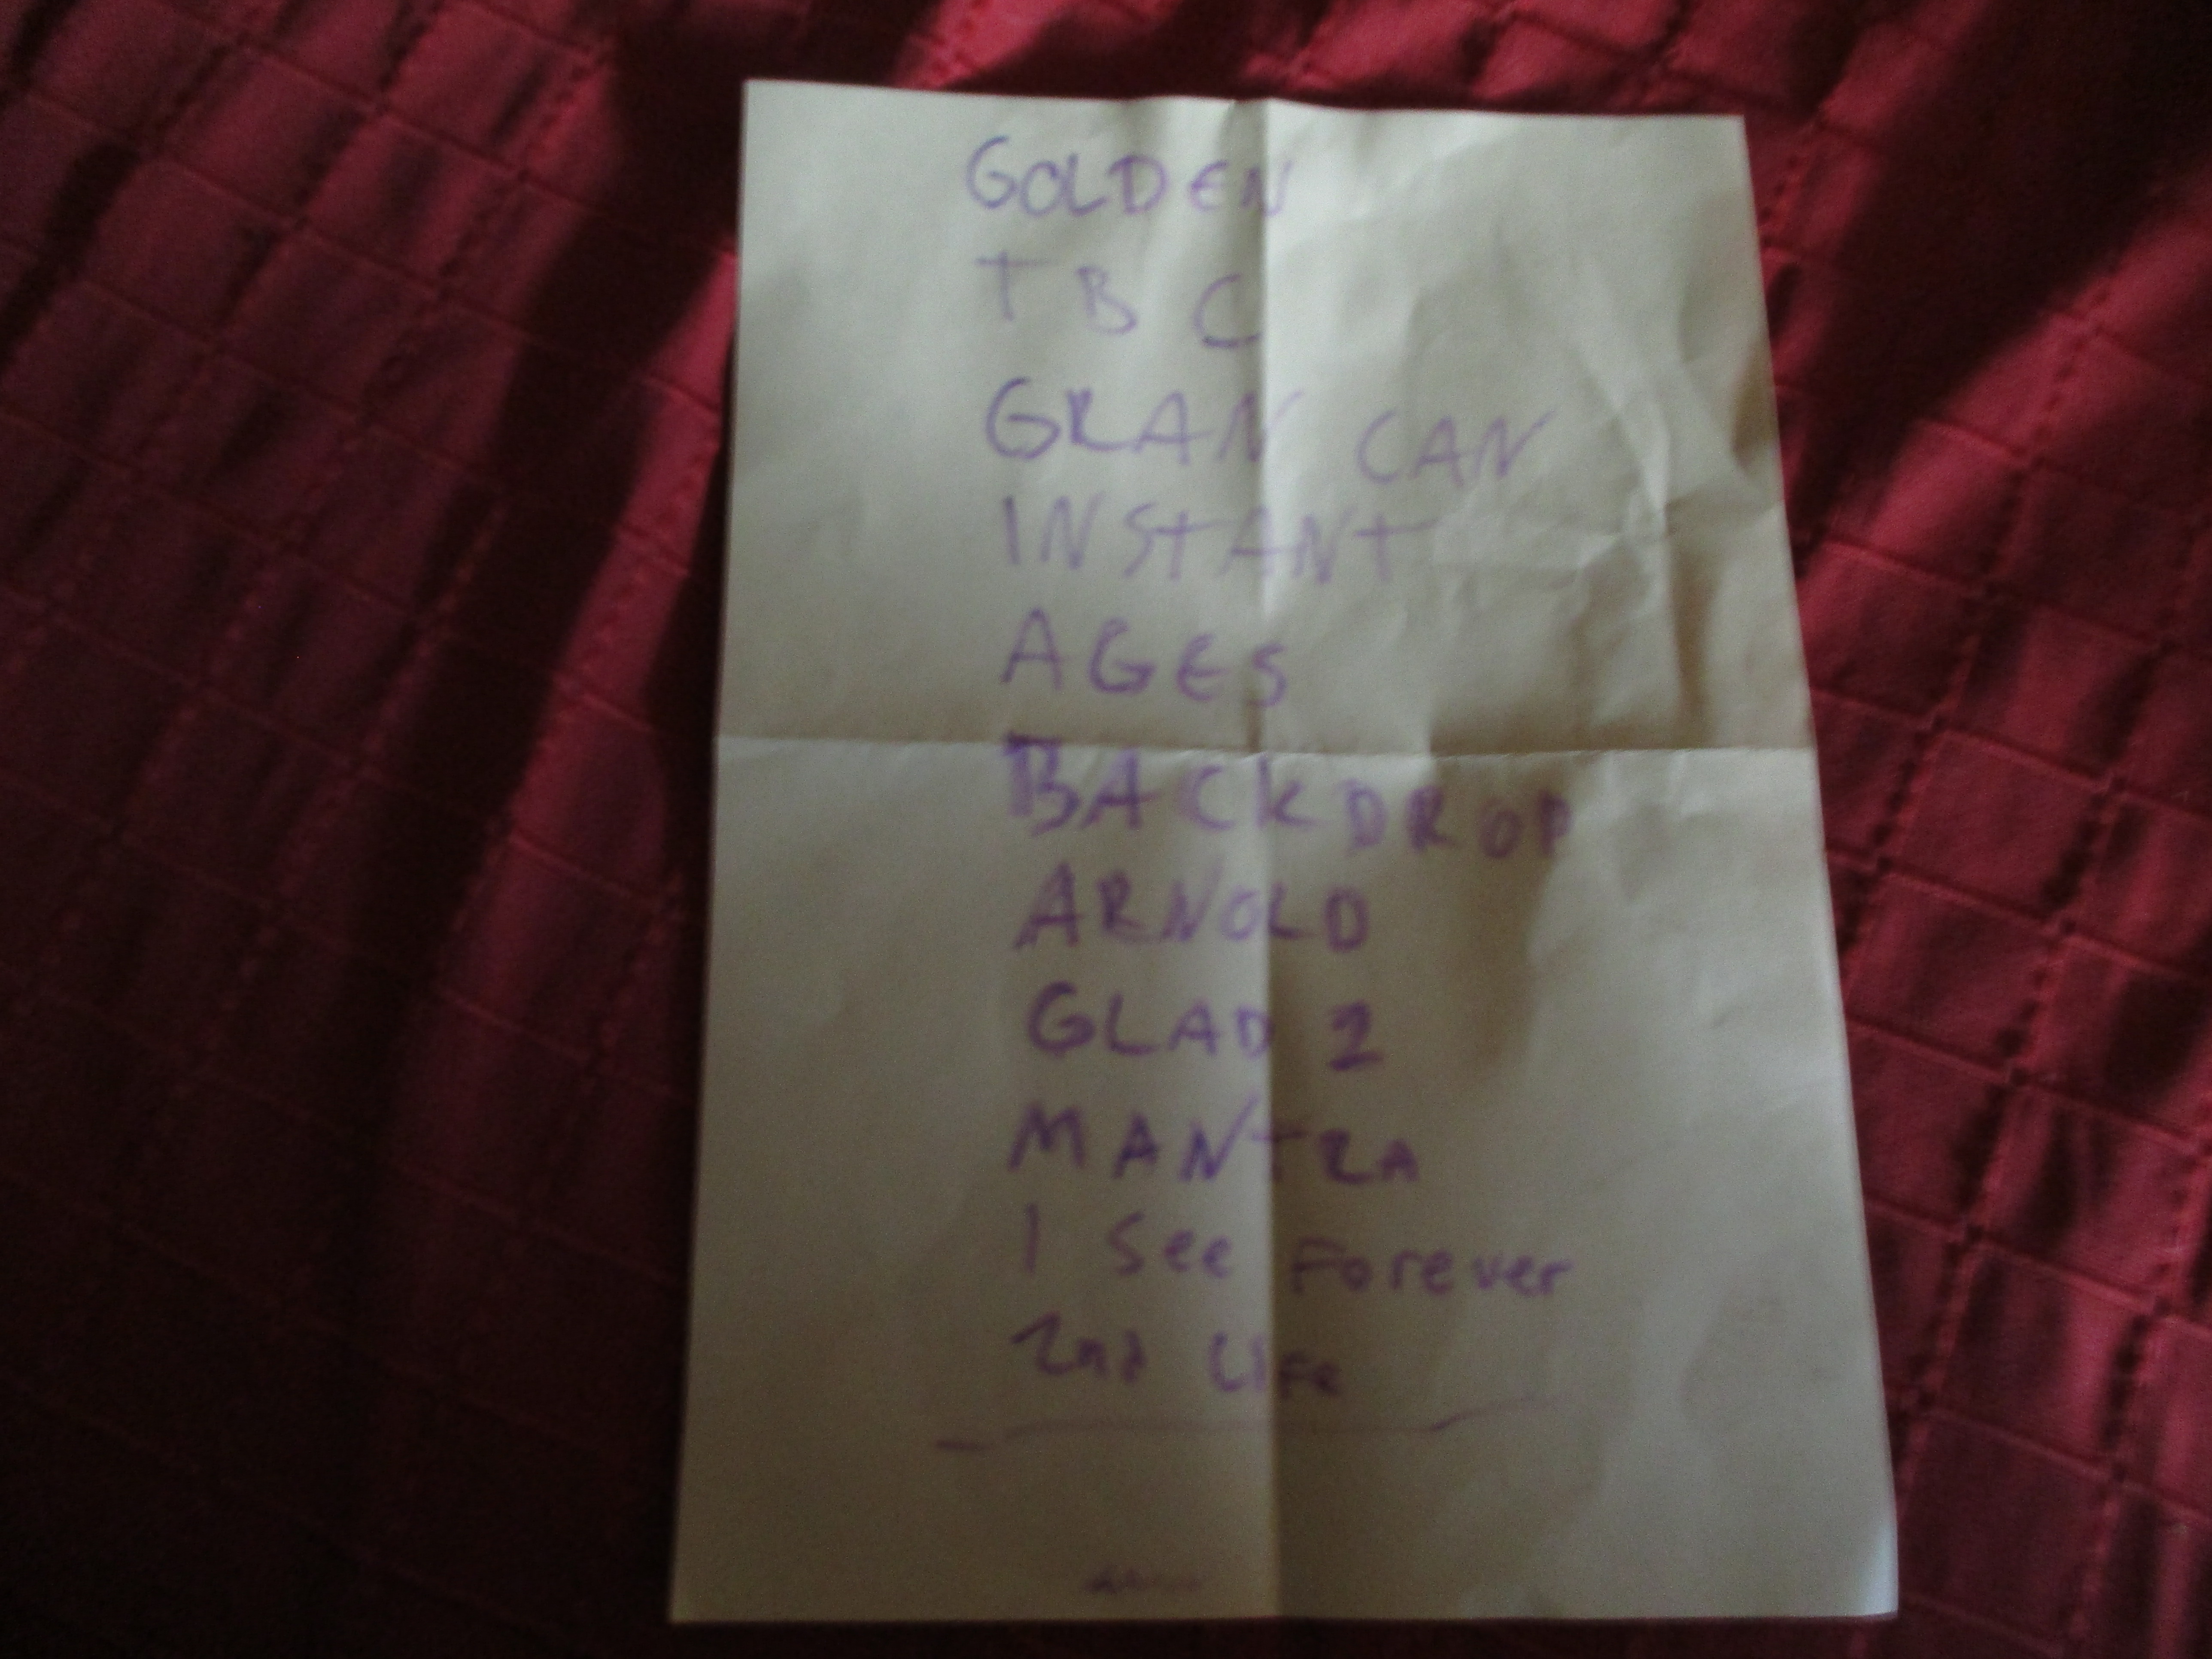 GOLDEN
T B C
GRAN CAN
INSTANT
AGES
BACKDROP
ARNOLD
GLAD 2
MANTRA
I See Forever
2nd Life